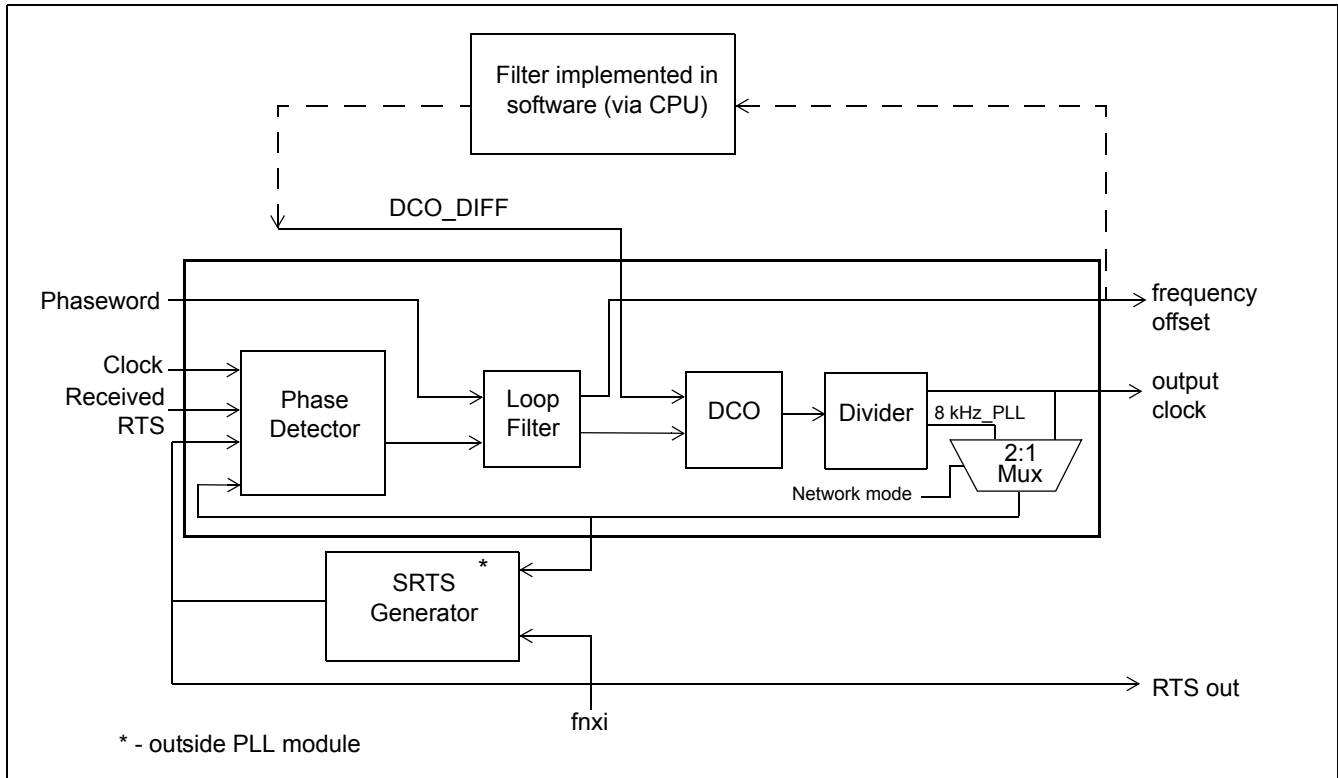 Filter implemented in
software (via CPU)
DCO_DIFF
Phaseword
frequency
offset
Clock
Received
RTS
Phase
Detector
Loop
Filter
DCO
Divider
8 kHz_PLL
output
clock
2:1
Mux
Network mode
SRTS
Generator
*
RTS out
fnxi
* - outside PLL module